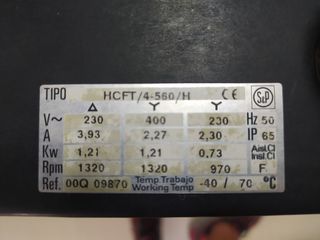 TIPO HCFT/4-560/H CE S&P
△ Y Y
V~ 230 400 230 Hz 50
A 3,93 2,27 2,30 IP 65
Kw 1,21 1,21 0,73 Aisl.Cl Insl.Cl
Rpm 1320 1320 970 F
Ref. 00Q 09870 Temp Trabajo Working Temp -40 / 70 °C